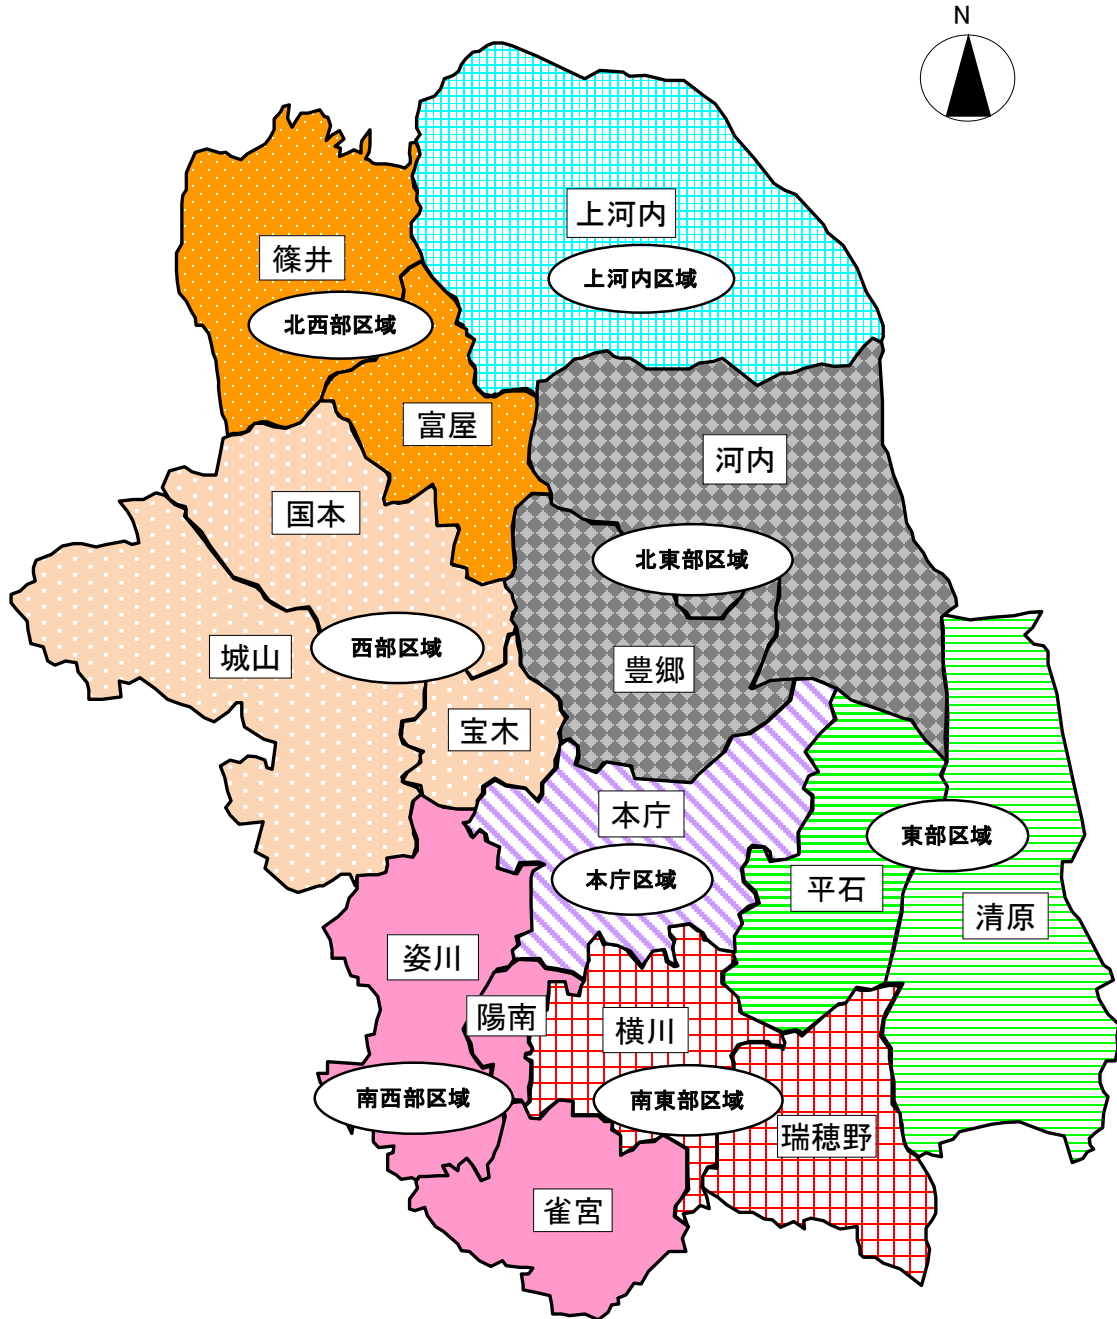 N
上河内
篠井
上河内区域
北西部区域
富屋
河内
国本
北東部区域
西部区域
城山
豊郷
宝木
本庁
東部区域
本庁区域
平石
清原
姿川
陽南
横川
南西部区域
南東部区域
瑞穂野
雀宮